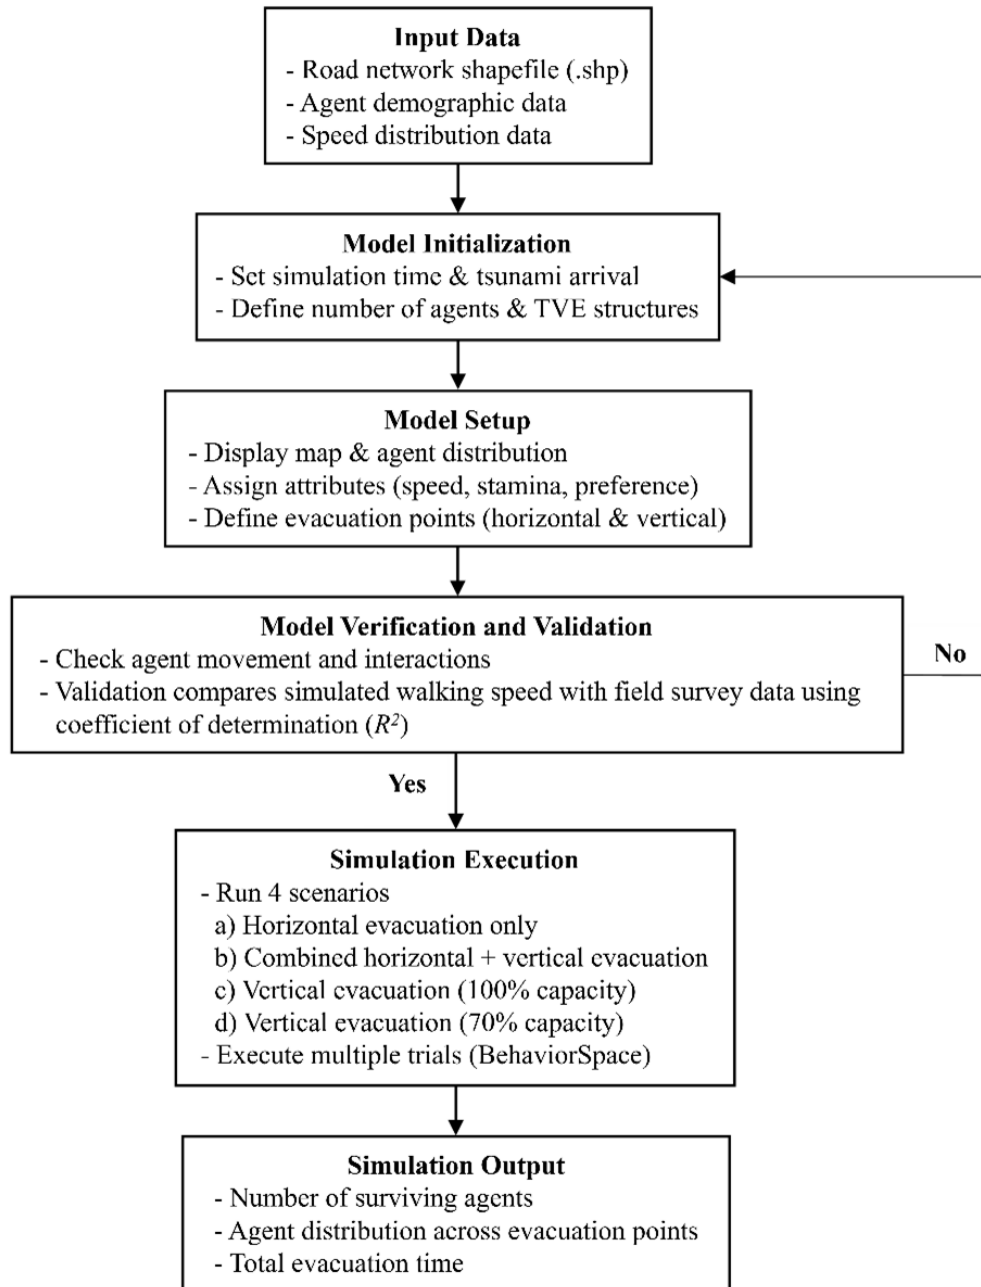 Input Data
- Road network shapefile (.shp)
- Agent demographic data
- Speed distribution data
Model Initialization
- Set simulation time & tsunami arrival
- Define number of agents & TVE structures
Model Setup
- Display map & agent distribution
- Assign attributes (speed, stamina, preference)
- Define evacuation points (horizontal & vertical)
Model Verification and Validation
- Check agent movement and interactions
- Validation compares simulated walking speed with field survey data using
coefficient of determination (R²)
No
Yes
Simulation Execution
- Run 4 scenarios
a) Horizontal evacuation only
b) Combined horizontal + vertical evacuation
c) Vertical evacuation (100% capacity)
d) Vertical evacuation (70% capacity)
- Execute multiple trials (BehaviorSpace)
Simulation Output
- Number of surviving agents
- Agent distribution across evacuation points
- Total evacuation time